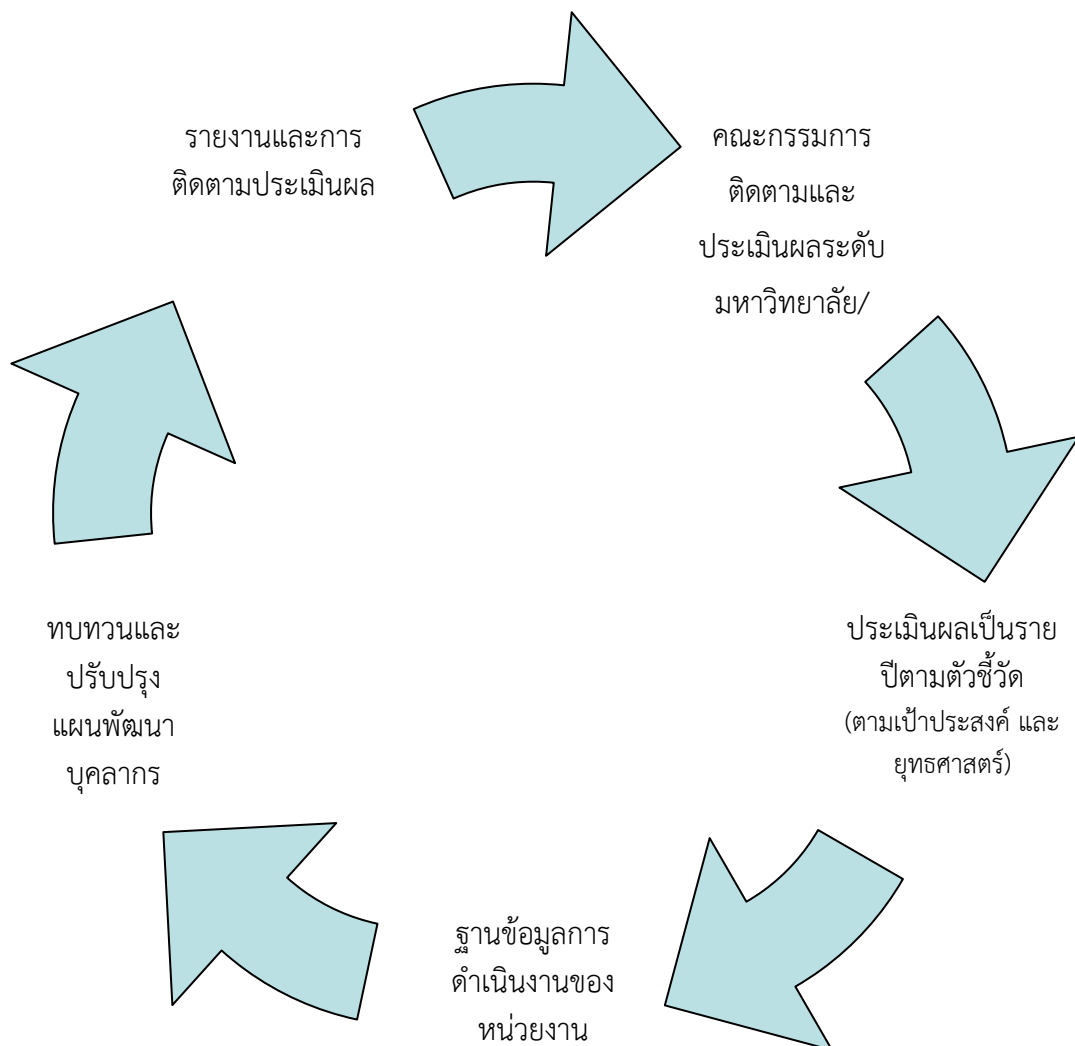 รายงานและการ
ติดตามประเมินผล
คณะกรรมการ
ติดตามและ
ประเมินผลระดับ
มหาวิทยาลัย/
ประเมินผลเป็นราย
ปีตามตัวชี้วัด
(ตามเป้าประสงค์ และ
ยุทธศาสตร์)
ฐานข้อมูลการ
ดำเนินงานของ
หน่วยงาน
ทบทวนและ
ปรับปรุง
แผนพัฒนา
บุคลากร